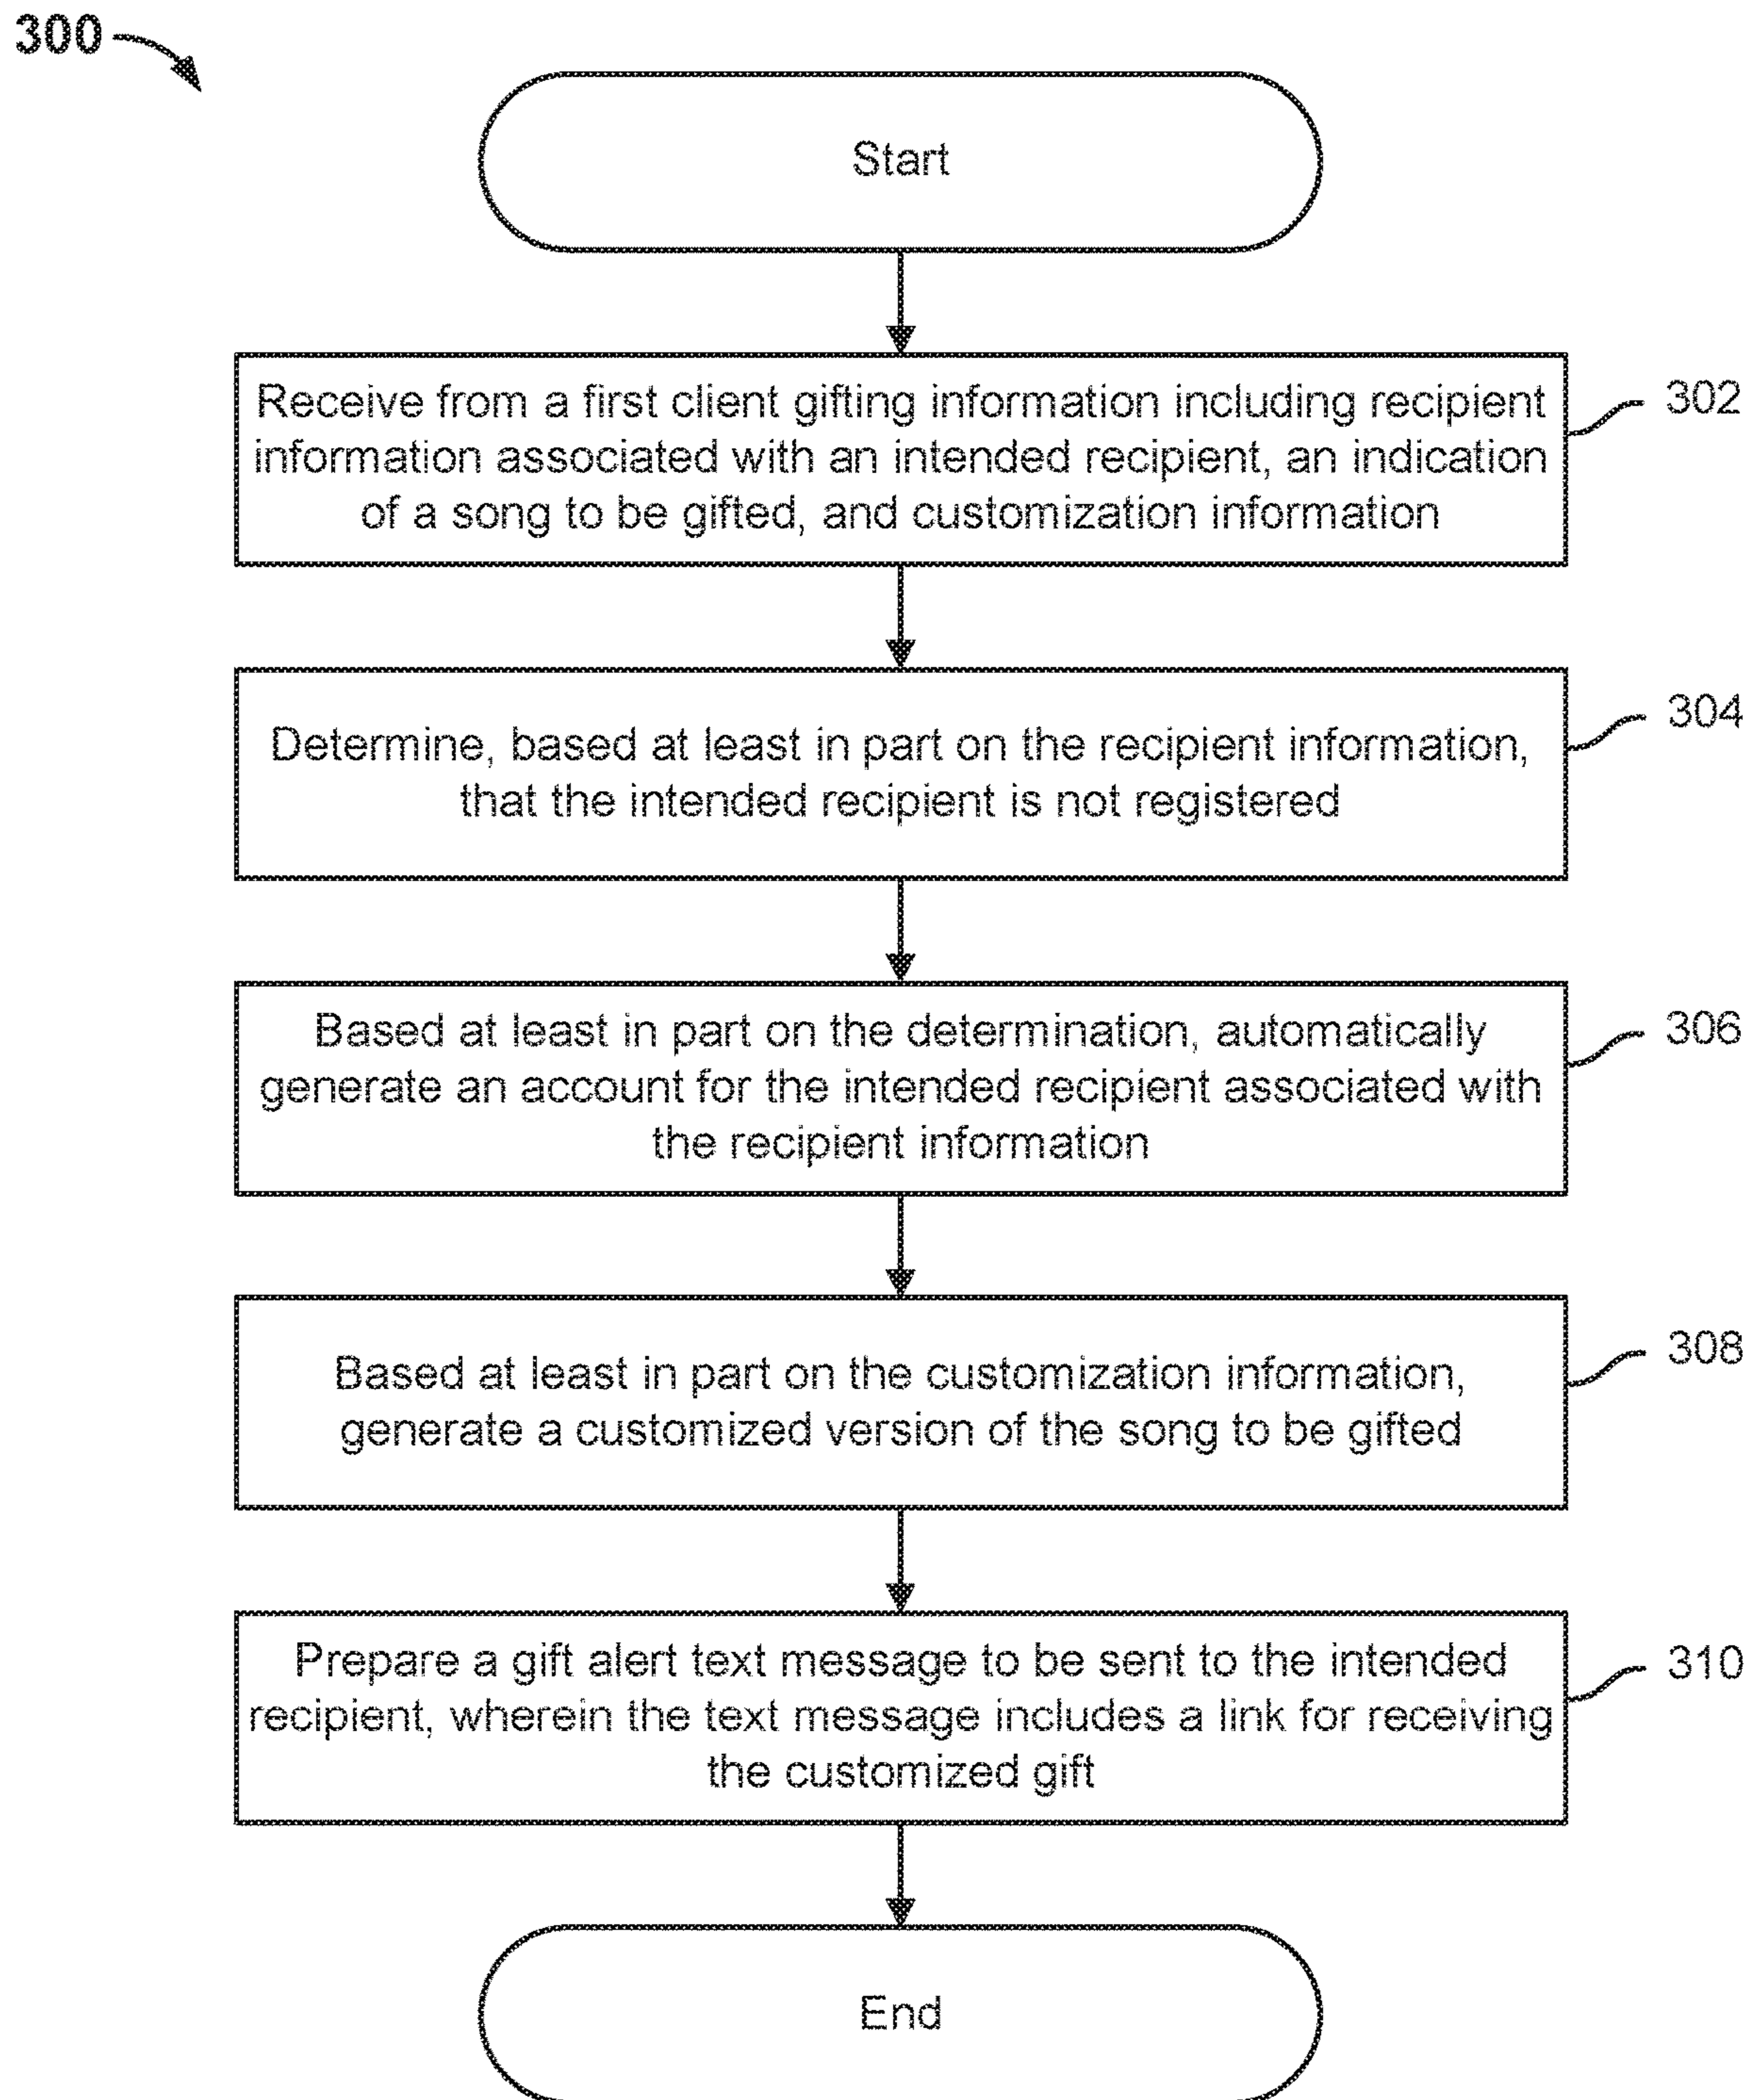 300
Start
Receive from a first client gifting information including recipient
information associated with an intended recipient, an indication
of a song to be gifted, and customization information
302
Determine, based at least in part on the recipient information,
that the intended recipient is not registered
304
Based at least in part on the determination, automatically
generate an account for the intended recipient associated with
the recipient information
306
Based at least in part on the customization information,
generate a customized version of the song to be gifted
308
Prepare a gift alert text message to be sent to the intended
recipient, wherein the text message includes a link for receiving
the customized gift
310
End